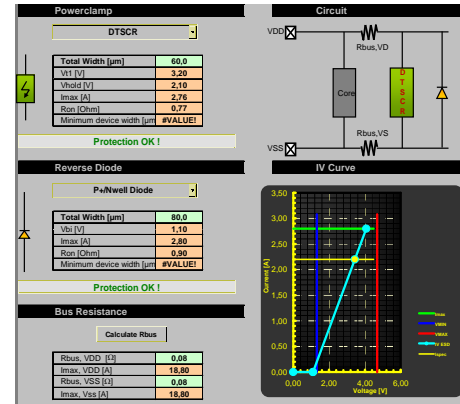 Powerclamp
DTSCR
Total Width [µm] 60,0
Vt1 [V] 3,20
Vhold [V] 2,10
Imax [A] 2,76
Ron [Ohm] 0,77
Minimum device width [µm #VALUE!
Protection OK !
Reverse Diode
P+/Nwell Diode
Total Width [µm] 80,0
Vbi [V] 1,10
Imax [A] 2,80
Ron [Ohm] 0,90
Minimum device width [µm #VALUE!
Protection OK !
Bus Resistance
Calculate Rbus
Rbus, VDD [Ω] 0,08
Imax, VDD [A] 18,80
Rbus, VSS [Ω] 0,08
Imax, Vss [A] 18,80
Circuit
VDD
Rbus,VD
Core
DTSCR
Rbus,VS
VSS
IV Curve
3,50
3,00
2,50
2,00
1,50
1,00
0,50
0,00
Current [A]
0,00 2,00 4,00 6,00
Voltage [V]
Imax
VMIN
VMAX
IV ESD
Ispec